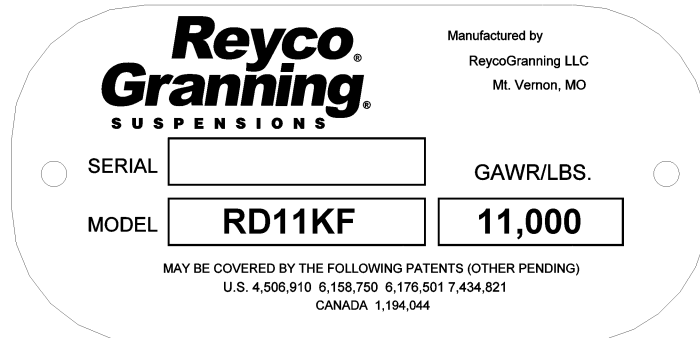 Reyco®
Granning®
SUSPENSIONS
Manufactured by
ReycoGranning LLC
Mt. Vernon, MO
SERIAL
GAWR/LBS.
MODEL RD11KF 11,000
MAY BE COVERED BY THE FOLLOWING PATENTS (OTHER PENDING)
U.S. 4,506,910 6,158,750 6,176,501 7,434,821
CANADA 1,194,044